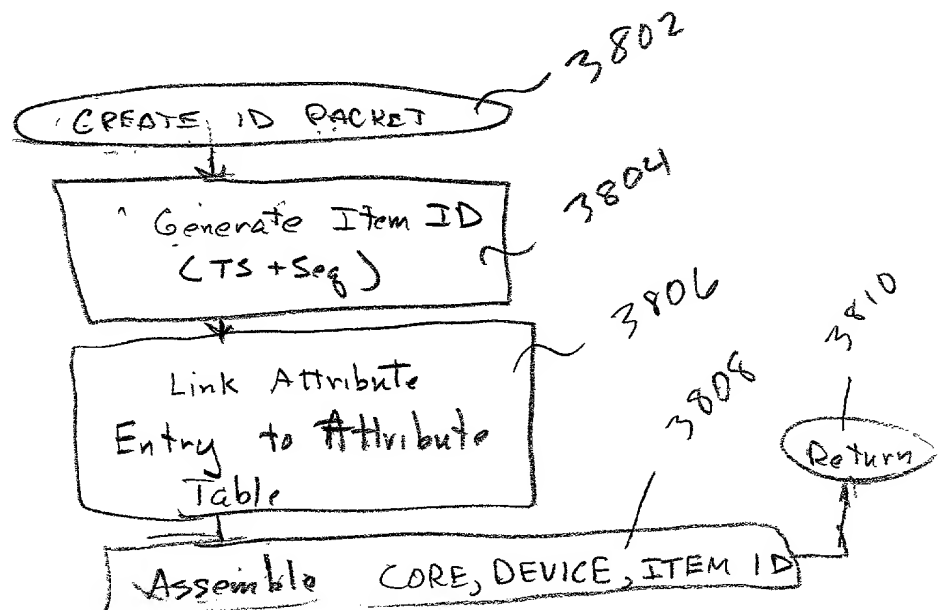 3802
CREATE ID PACKET
3804
Generate Item ID
(TS + Seq)
3806
Link Attribute
Entry to Attribute
Table
3808
3810
Return
Assemble CORE, DEVICE, ITEM ID